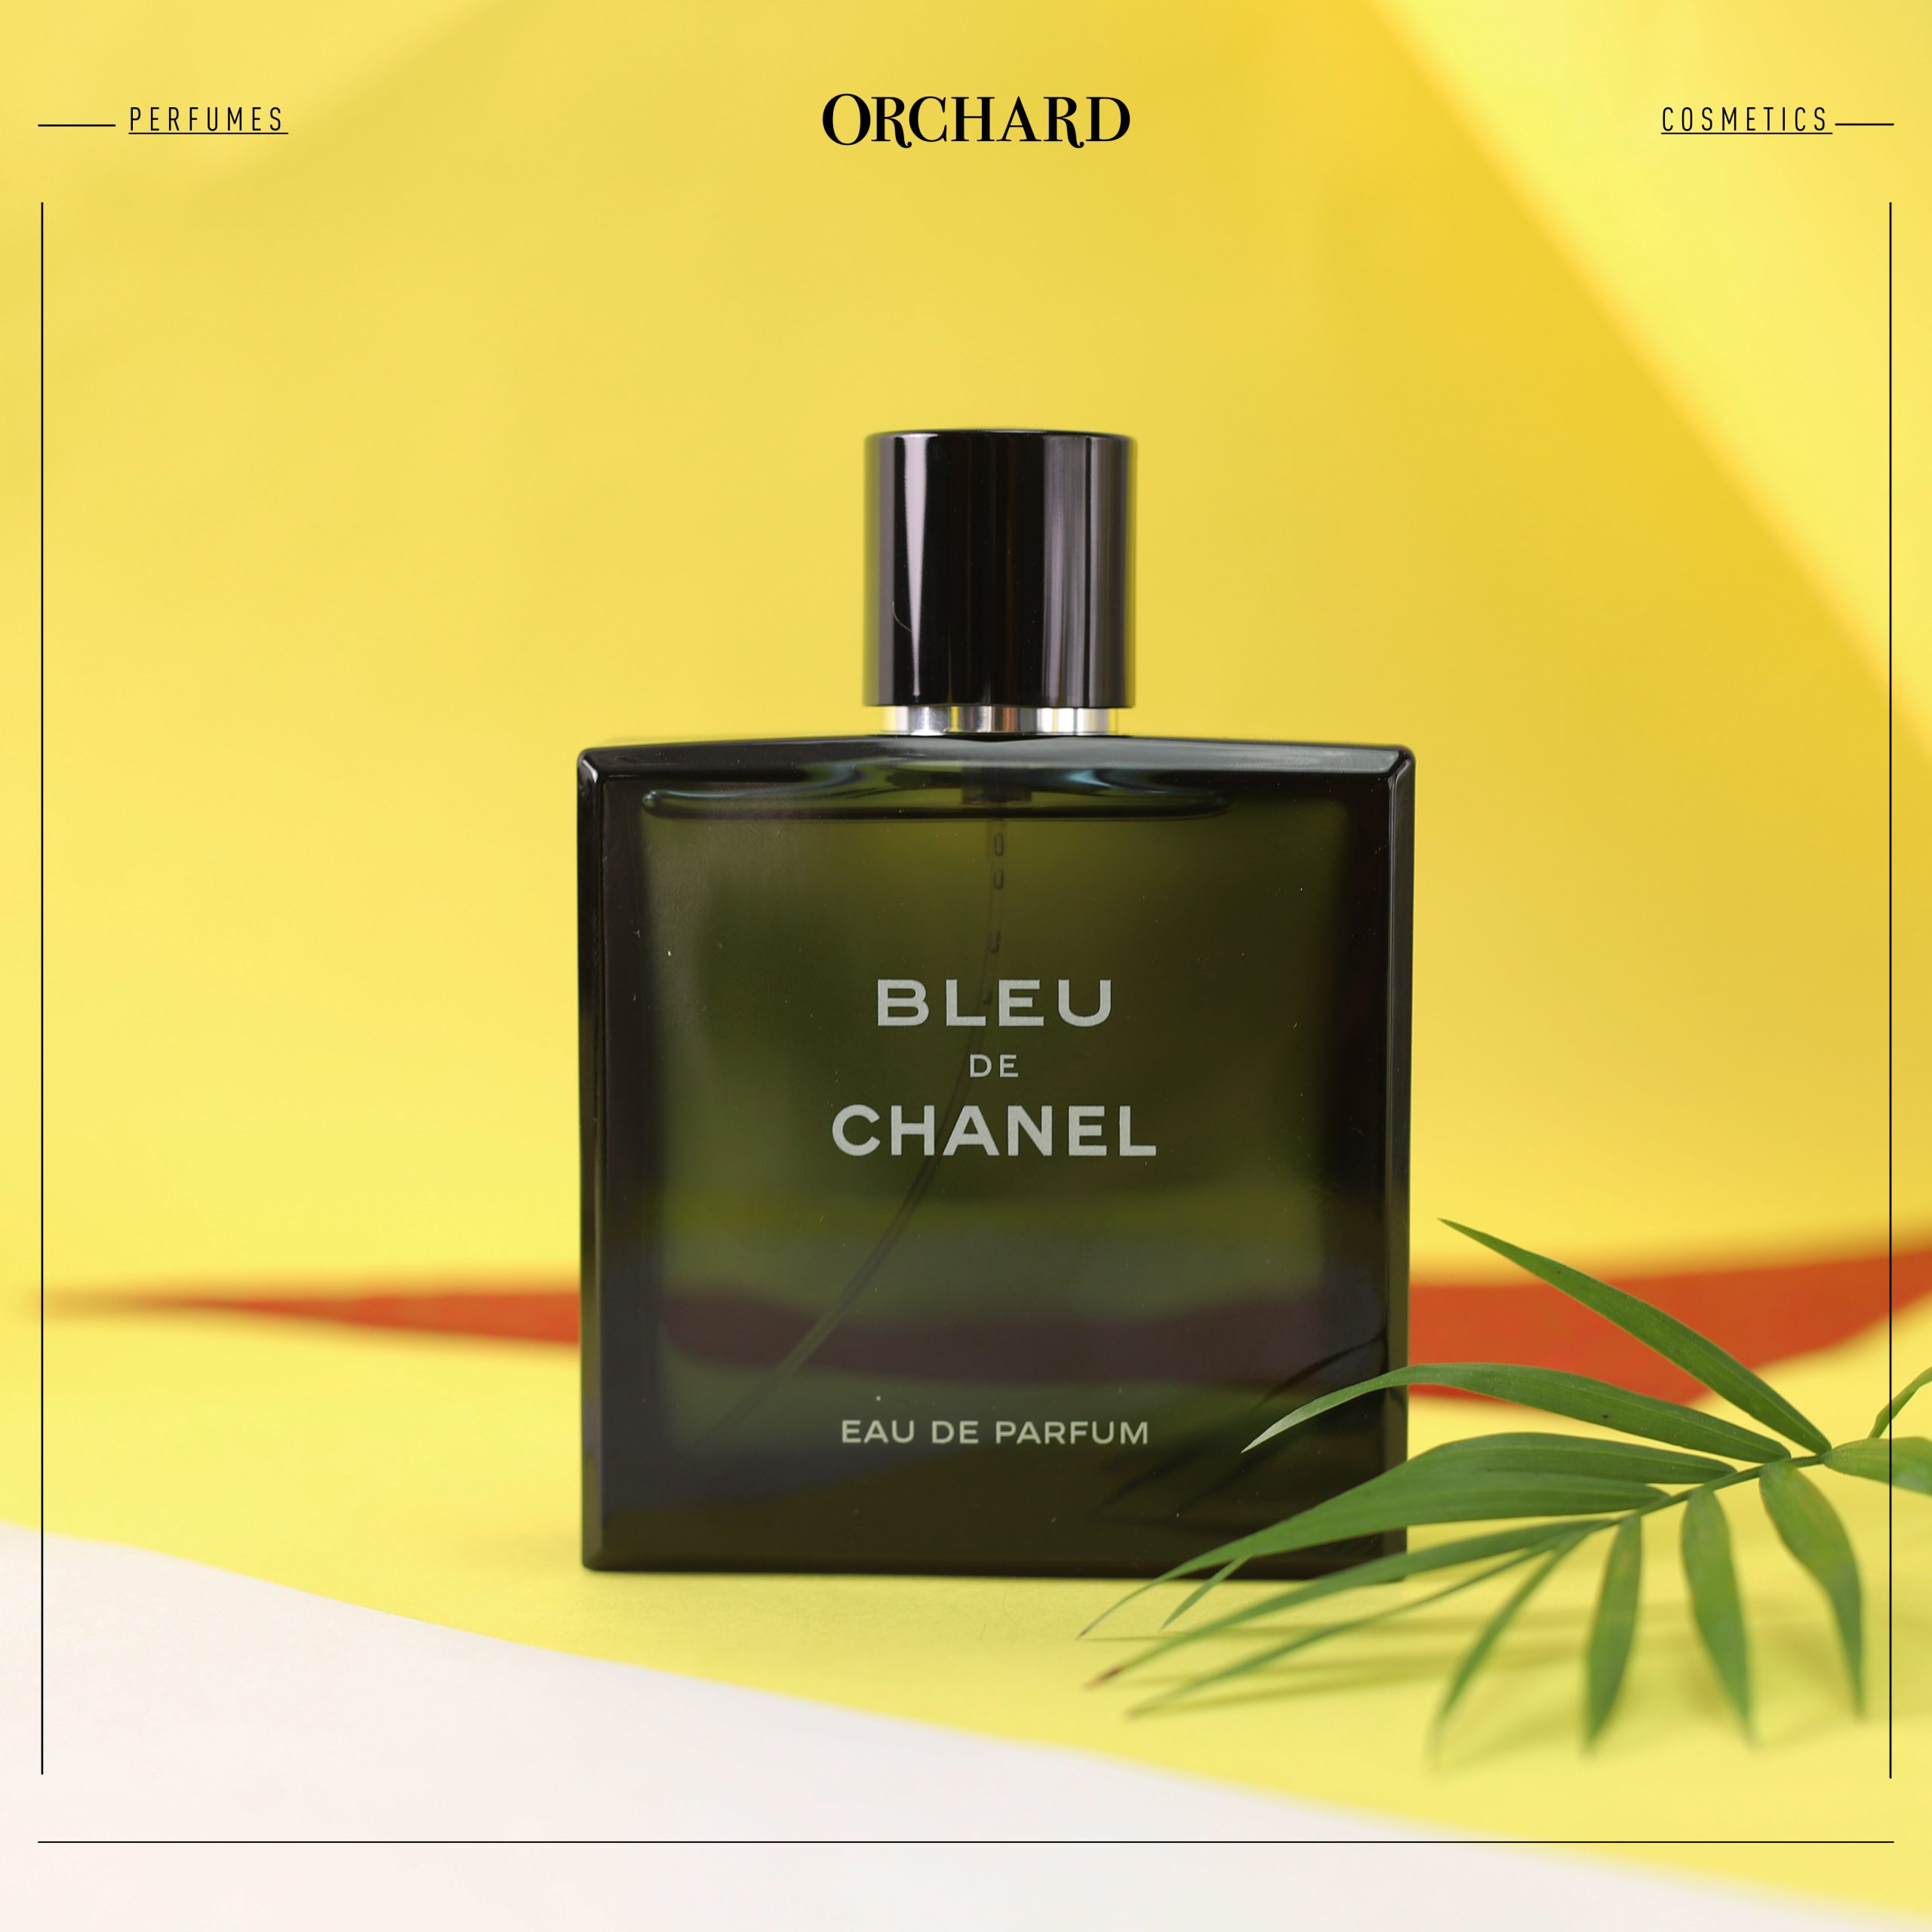 PERFUMES
ORCHARD
COSMETICS
BLEU
DE
CHANEL
EAU DE PARFUM